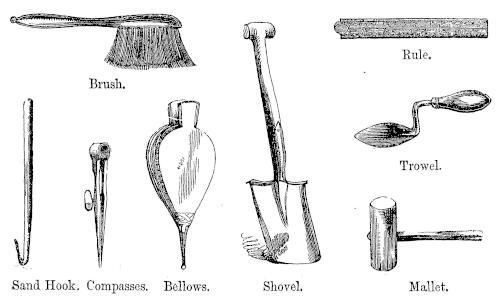 Brush.
Rule.
Trowel.
Sand Hook.
Compasses.
Bellows.
Shovel.
Mallet.